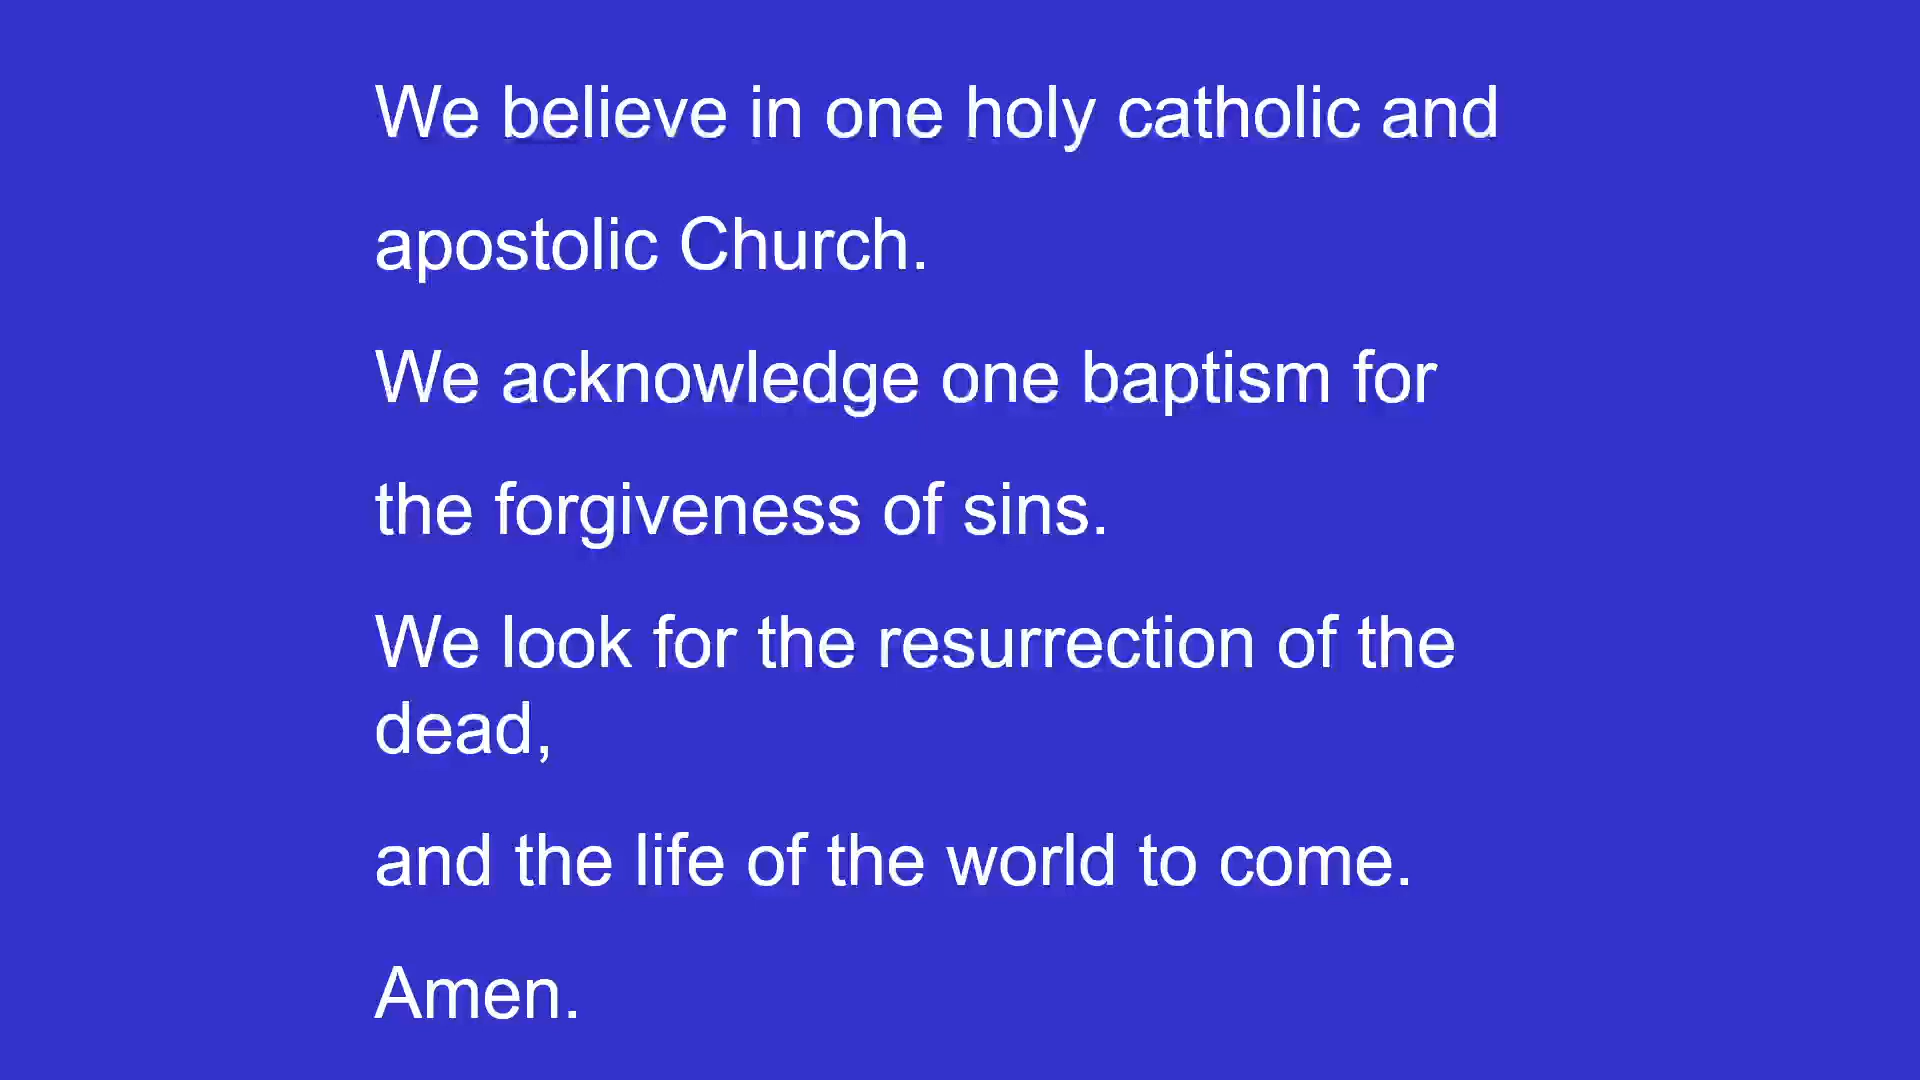 We believe in one holy catholic and
apostolic Church.
We acknowledge one baptism for
the forgiveness of sins.
We look for the resurrection of the
dead,
and the life of the world to come.
Amen.